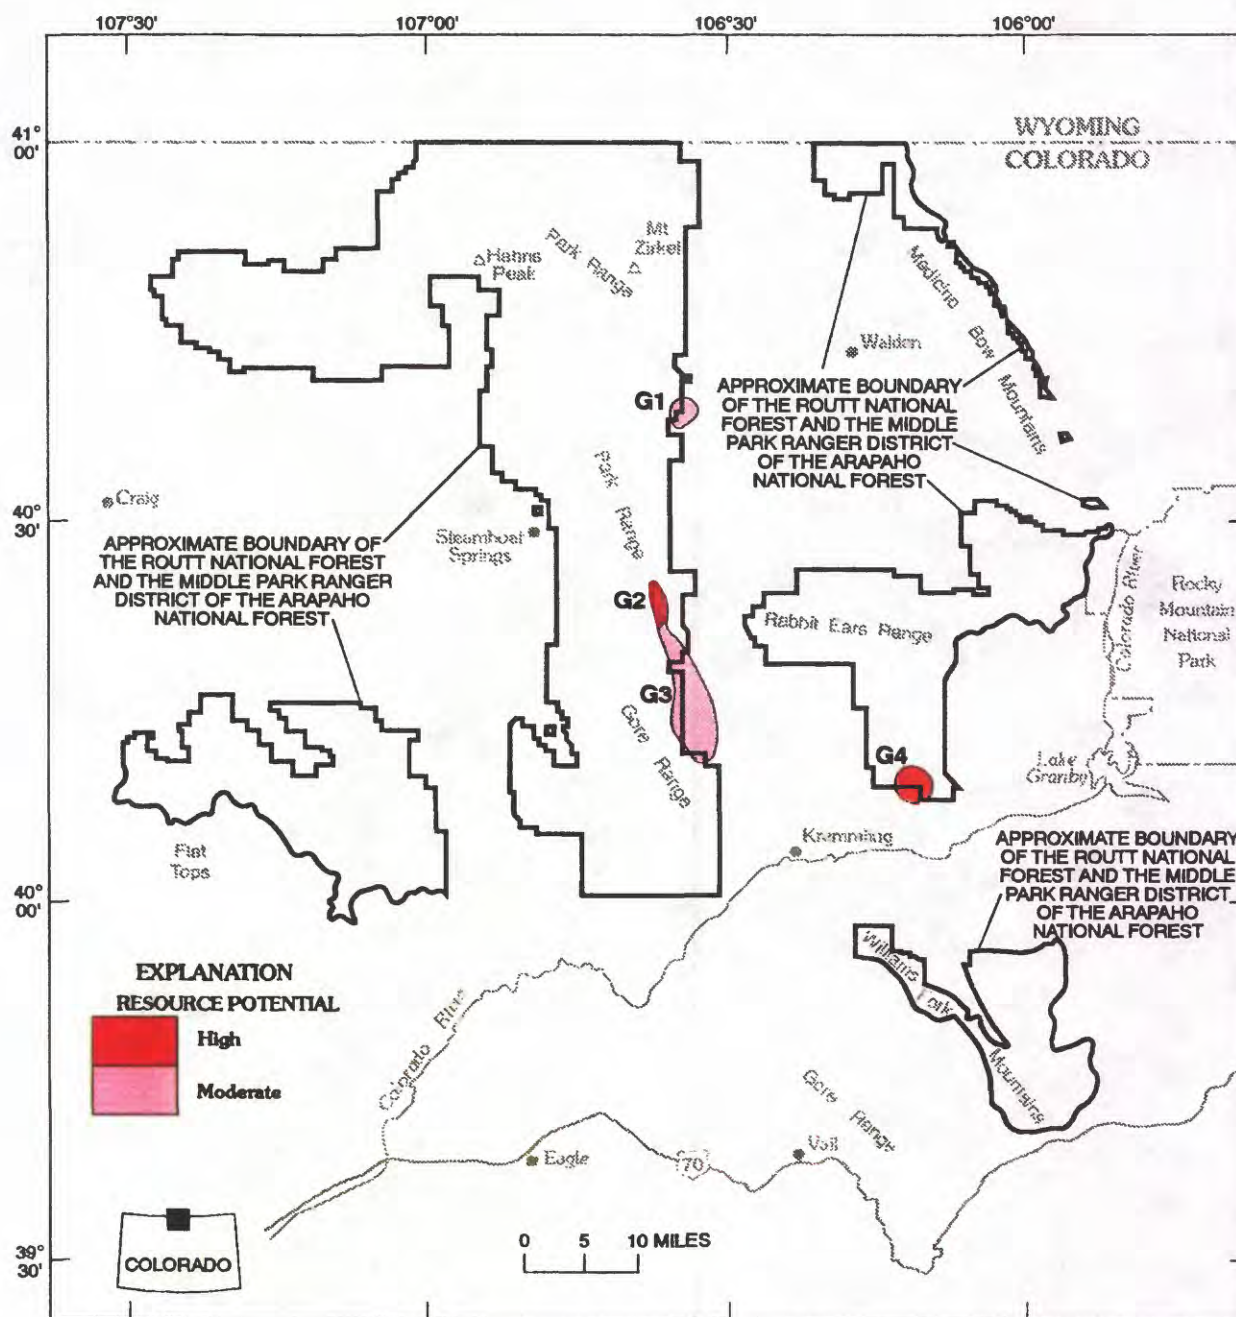 107°30'
107°00'
106°30'
106°00'
41°
00'
WYOMING
COLORADO
Mt
Zirkel
Park Range
Hahns
Peak
Medicine Bow Mountains
Walden
APPROXIMATE BOUNDARY
OF THE ROUTT NATIONAL
FOREST AND THE MIDDLE
PARK RANGER DISTRICT
OF THE ARAPAHO
NATIONAL FOREST
G1
Park Range
Craig
40°
30'
Steamboat
Springs
APPROXIMATE BOUNDARY OF
THE ROUTT NATIONAL FOREST
AND THE MIDDLE PARK RANGER
DISTRICT OF THE ARAPAHO
NATIONAL FOREST
G2
Rabbit Ears Range
Colorado River
Rocky
Mountain
National
Park
G3
Gore Range
G4
Lake
Granby
Flat
Tops
Kremmling
APPROXIMATE BOUNDARY
OF THE ROUTT NATIONAL
FOREST AND THE MIDDLE
PARK RANGER DISTRICT
OF THE ARAPAHO
NATIONAL FOREST
40°
00'
Williams Fork Mountains
EXPLANATION
RESOURCE POTENTIAL
High
Moderate
Colorado River
Gore Range
Eagle
70
Vail
39°
30'
0 5 10 MILES
COLORADO